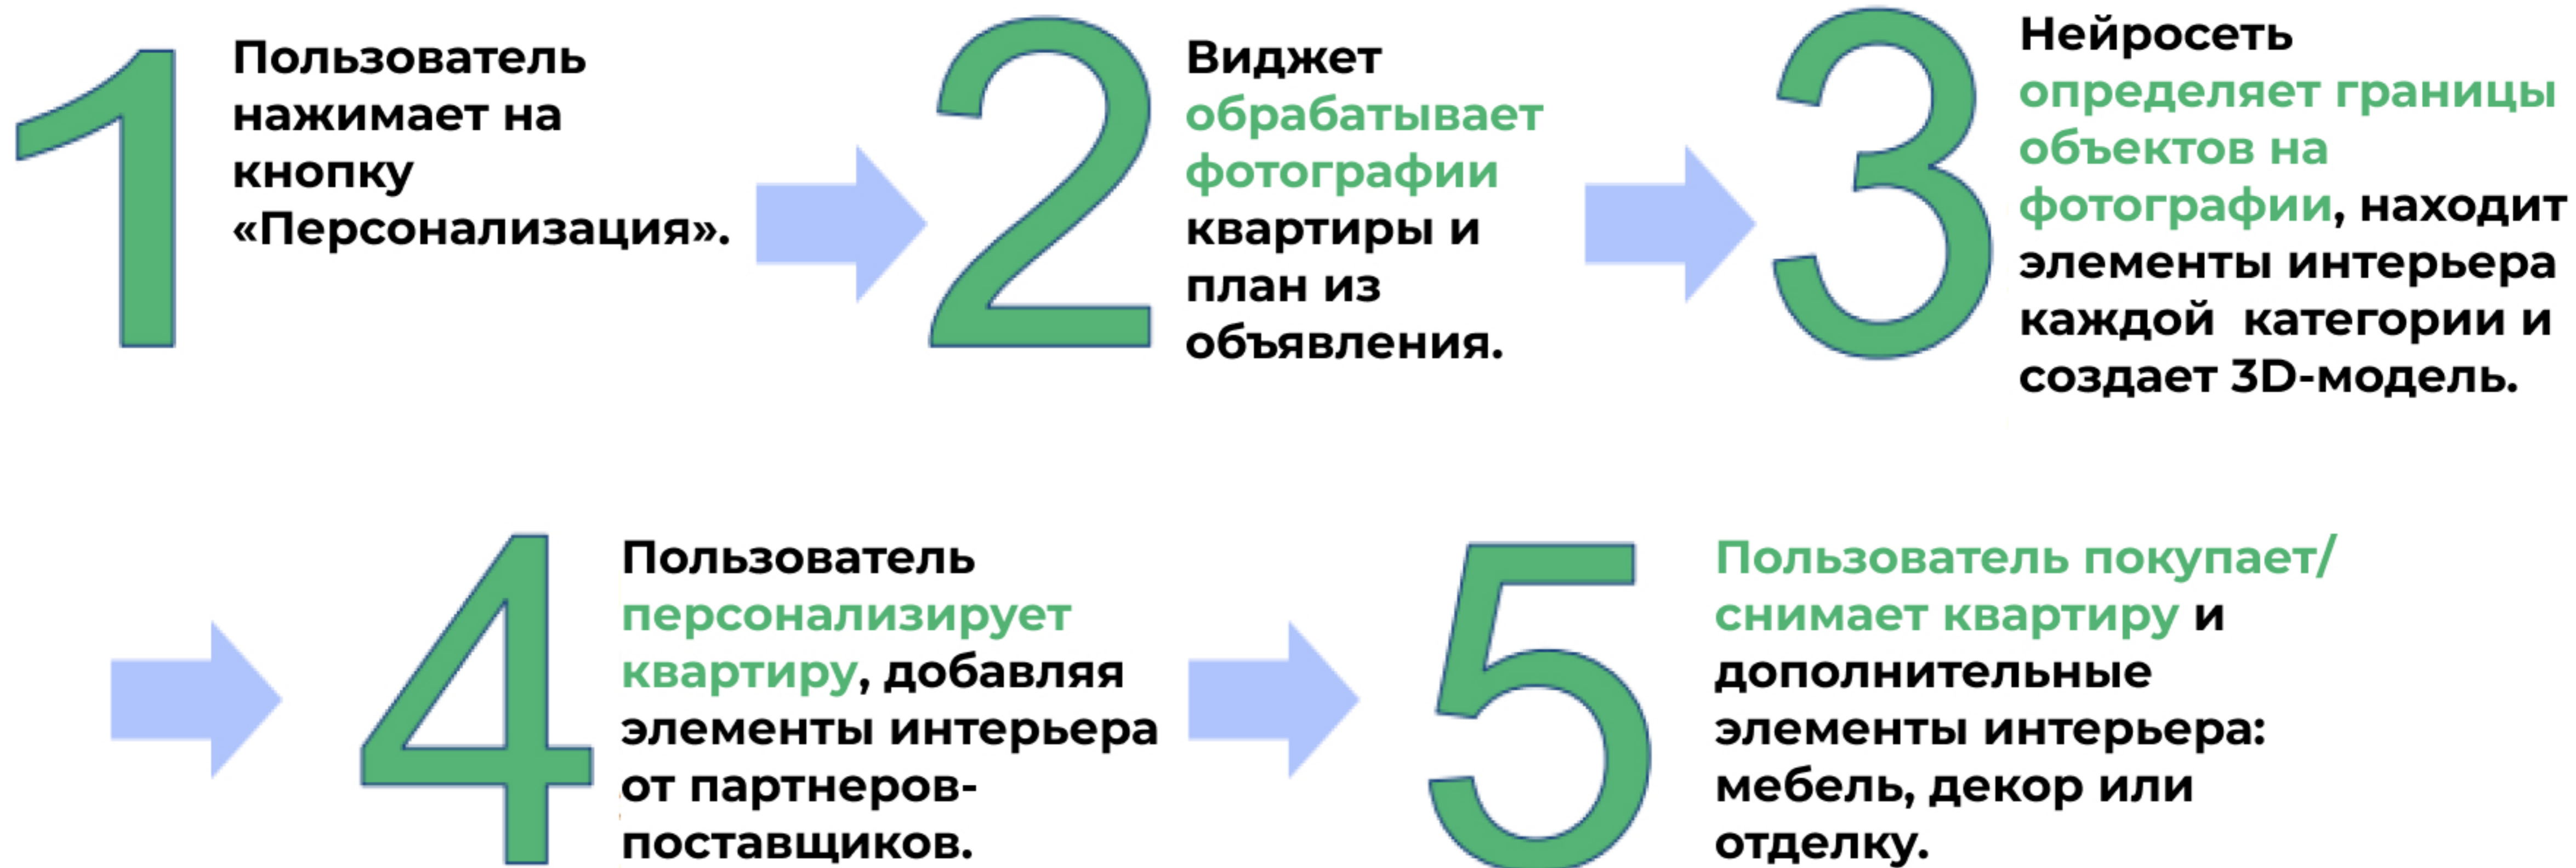 1
Пользователь
нажимает на
кнопку
«Персонализация».
2
Виджет
обрабатывает
фотографии
квартиры и
план из
объявления.
3
Нейросеть
определяет границы
объектов на
фотографии, находит
элементы интерьера
каждой  категории и
создает 3D-модель.
4
Пользователь
персонализирует
квартиру, добавляя
элементы интерьера
от партнеров-
поставщиков.
5
Пользователь покупает/
снимает квартиру и
дополнительные
элементы интерьера:
мебель, декор или
отделку.